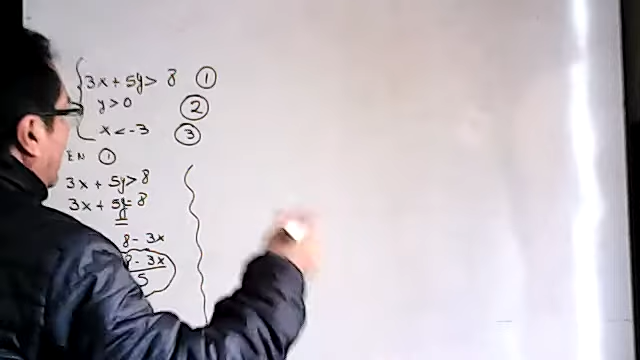 3x + 5y > 8 ①
y > 0 ②
x < -3 ③
EN ①
3x + 5y > 8
3x + 5y = 8
8 - 3x
8 - 3x
5